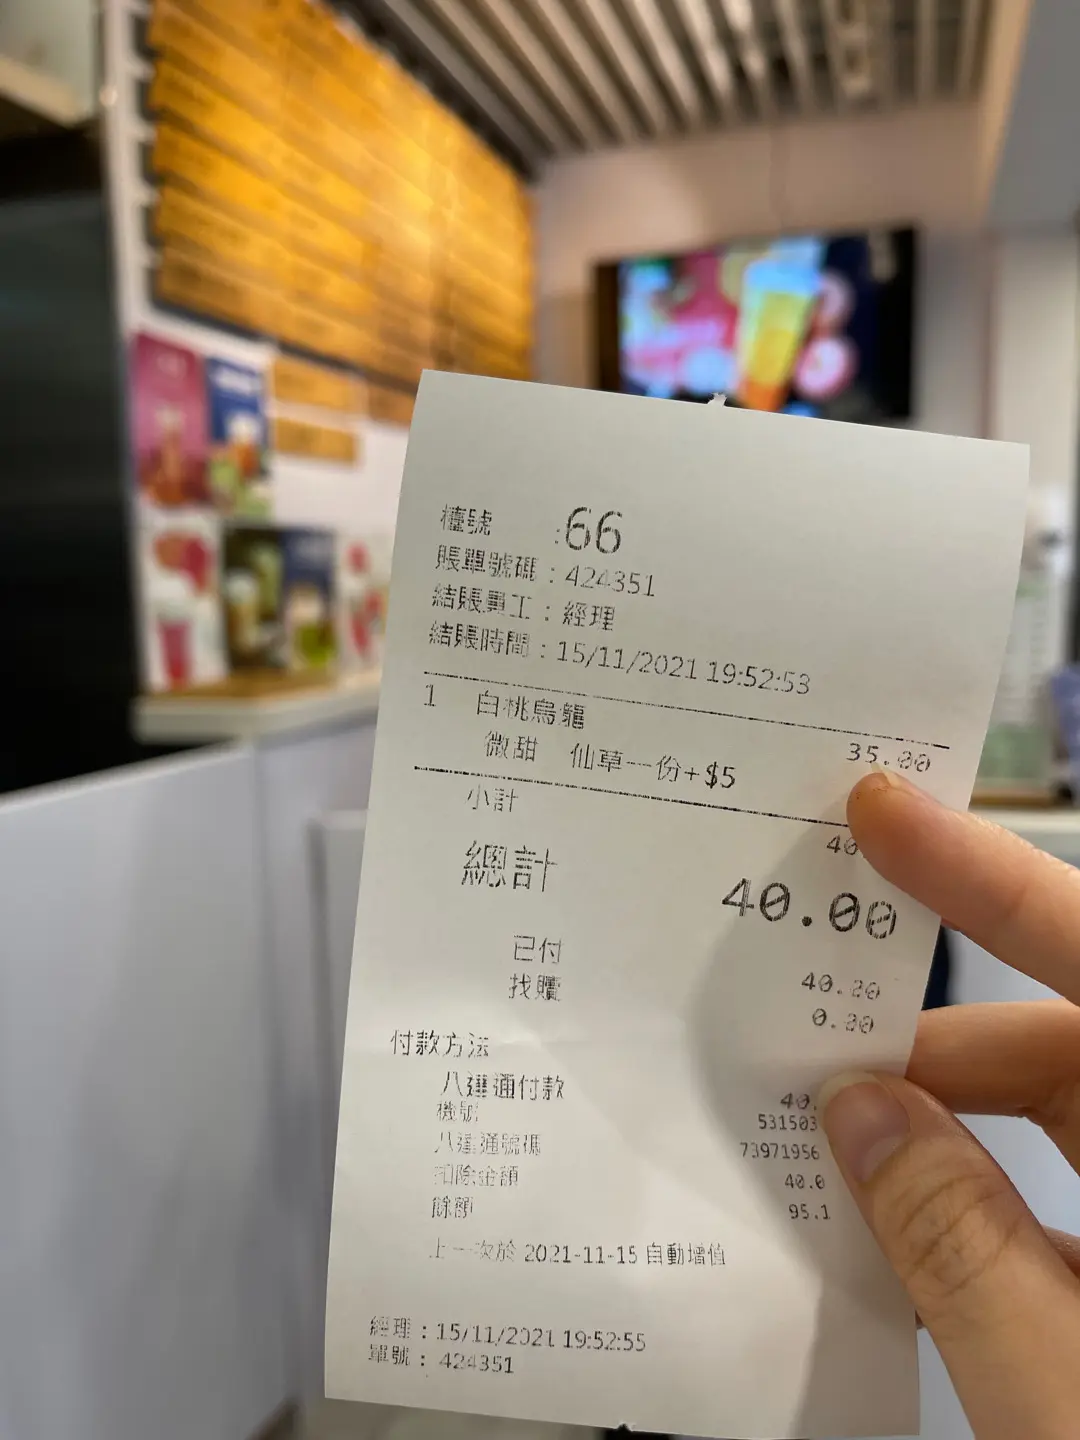 檯號 :66
賬單號碼 : 424351
結賬員工 : 經理
結賬時間 : 15/11/2021 19:52:53
1 白桃烏龍 35.00
微甜 仙草一份+$5
小計 40.
總計 40.00
已付 40.00
找贖 0.00
付款方法
八達通付款 40.
機號 531503
八達通號碼 73971956
扣除金額 40.0
餘額 95.1
上一次於 2021-11-15 自動增值
經理 : 15/11/2021 19:52:55
單號 : 424351